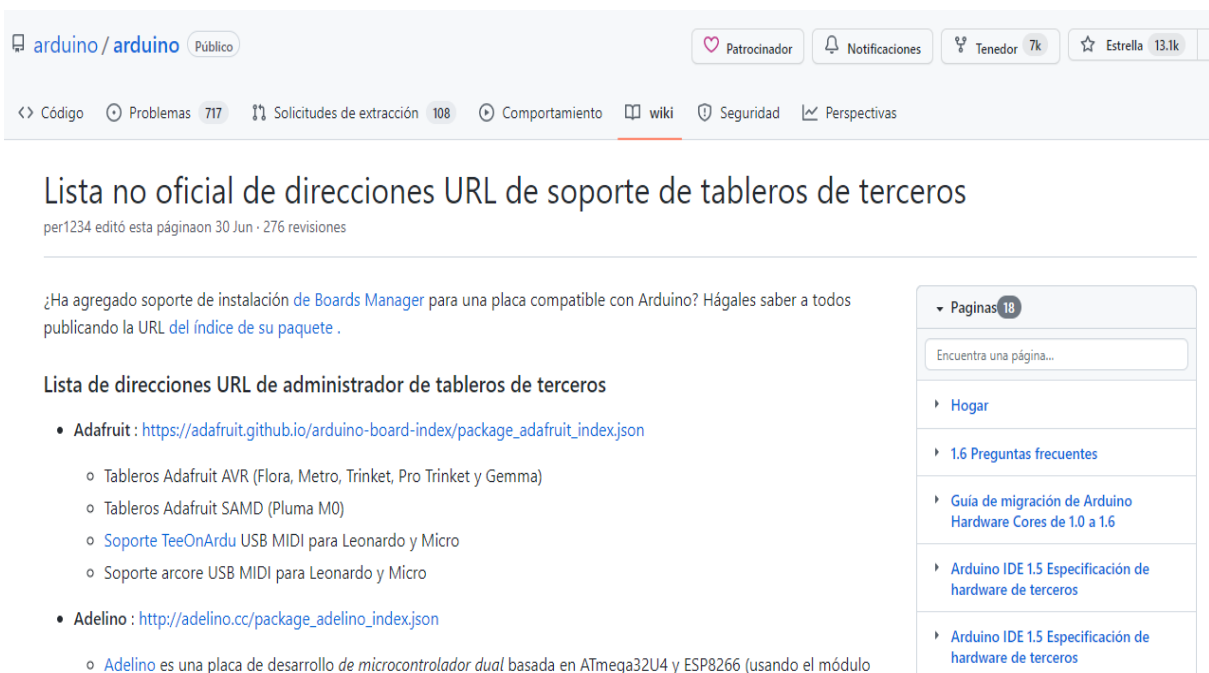 arduino / arduino Público
Patrocinador Notificaciones Tenedor 7k Estrella 13.1k
Código Problemas 717 Solicitudes de extracción 108 Comportamiento wiki Seguridad Perspectivas
Lista no oficial de direcciones URL de soporte de tableros de terceros
per1234 editó esta páginaon 30 Jun · 276 revisiones
¿Ha agregado soporte de instalación de Boards Manager para una placa compatible con Arduino? Hágales saber a todos
publicando la URL del índice de su paquete .
Lista de direcciones URL de administrador de tableros de terceros
• Adafruit : https://adafruit.github.io/arduino-board-index/package_adafruit_index.json
Tableros Adafruit AVR (Flora, Metro, Trinket, Pro Trinket y Gemma)
Tableros Adafruit SAMD (Pluma M0)
Soporte TeeOnArdu USB MIDI para Leonardo y Micro
Soporte arcore USB MIDI para Leonardo y Micro
• Adelino : http://adelino.cc/package_adelino_index.json
Adelino es una placa de desarrollo de microcontrolador dual basada en ATmega32U4 y ESP8266 (usando el módulo
Paginas 18
Encuentra una página...
Hogar
1.6 Preguntas frecuentes
Guía de migración de Arduino
Hardware Cores de 1.0 a 1.6
Arduino IDE 1.5 Especificación de
hardware de terceros
Arduino IDE 1.5 Especificación de
hardware de terceros